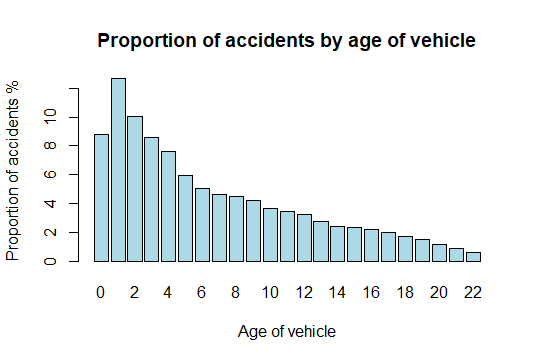 Proportion of accidents by age of vehicle
Proportion of accidents %
10
8
6
4
2
0
0 2 4 6 8 10 12 14 16 18 20 22
Age of vehicle